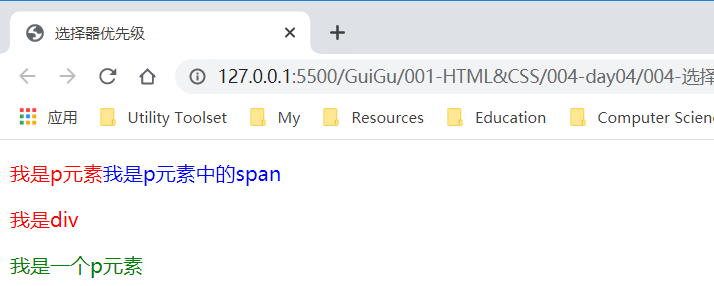 选择器优先级
127.0.0.1:5500/GuiGu/001-HTML&CSS/004-day04/004-选择
应用 Utility Toolset My Resources Education Computer Scienc
我是p元素我是p元素中的span
我是div
我是一个p元素